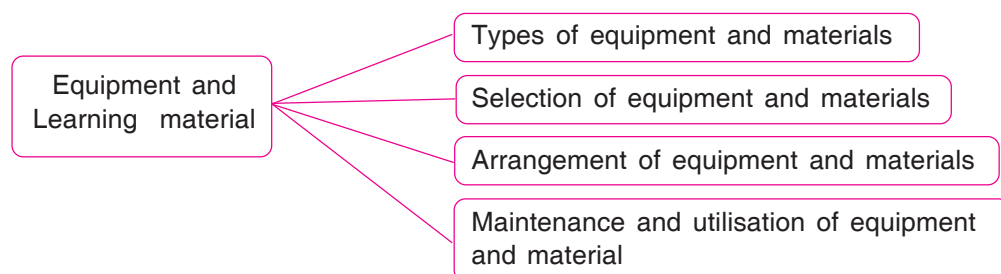 Equipment and
Learning material
Types of equipment and materials
Selection of equipment and materials
Arrangement of equipment and materials
Maintenance and utilisation of equipment
and material